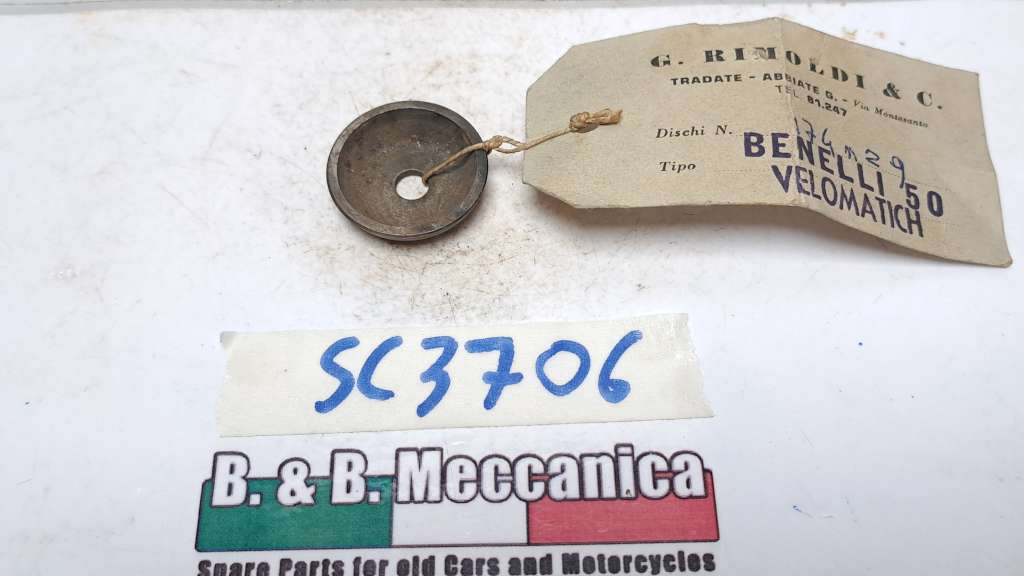 G. RIMOLDI & C.
TRADATE - ABBIATE G. - Via Montesanto
TEL. 81.247
Dischi N.
Tipo BENELLI 50
VELOMATICH
SC3706
B. & B. Meccanica
Spare Parts for old Cars and Motorcycles